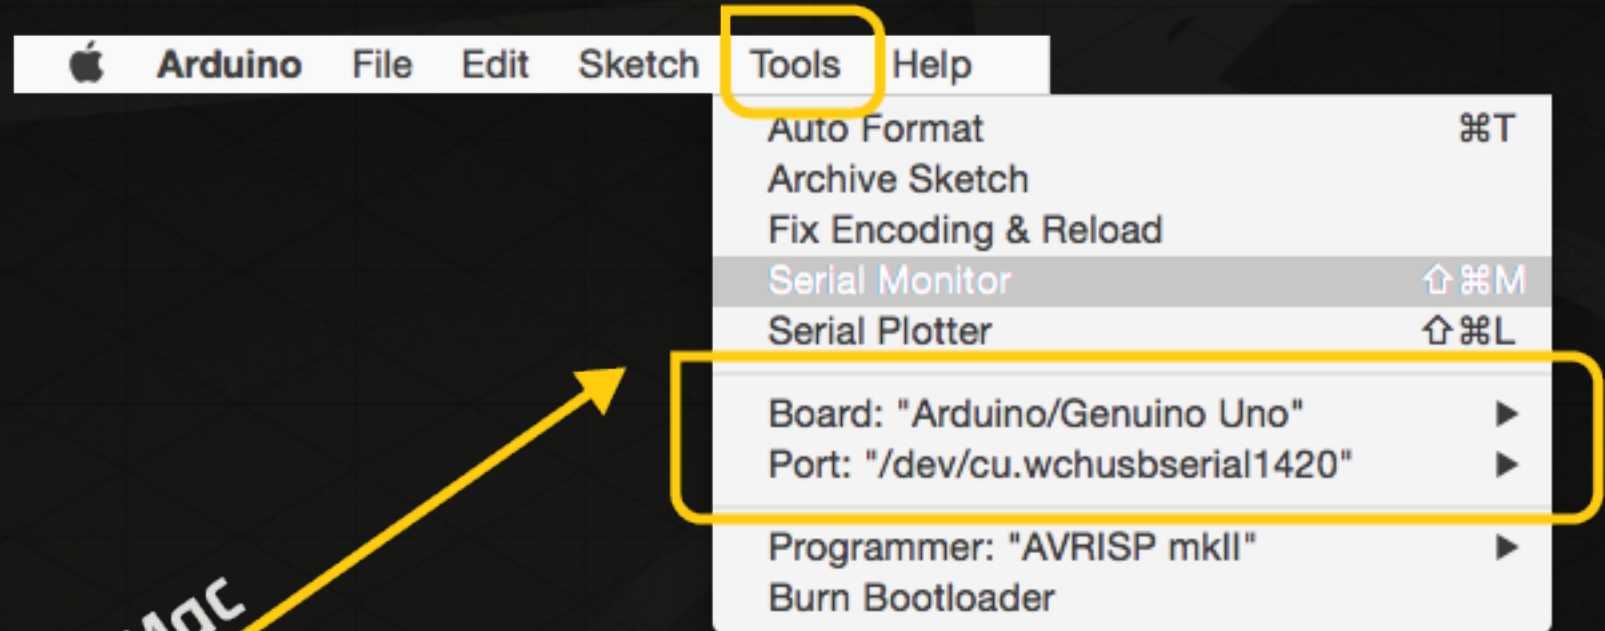 Arduino File Edit Sketch Tools Help
Auto Format ⌘T
Archive Sketch
Fix Encoding & Reload
Serial Monitor ⇧⌘M
Serial Plotter ⇧⌘L
Board: "Arduino/Genuino Uno"
Port: "/dev/cu.wchusbserial1420"
Programmer: "AVRISP mkII"
Burn Bootloader
Mac